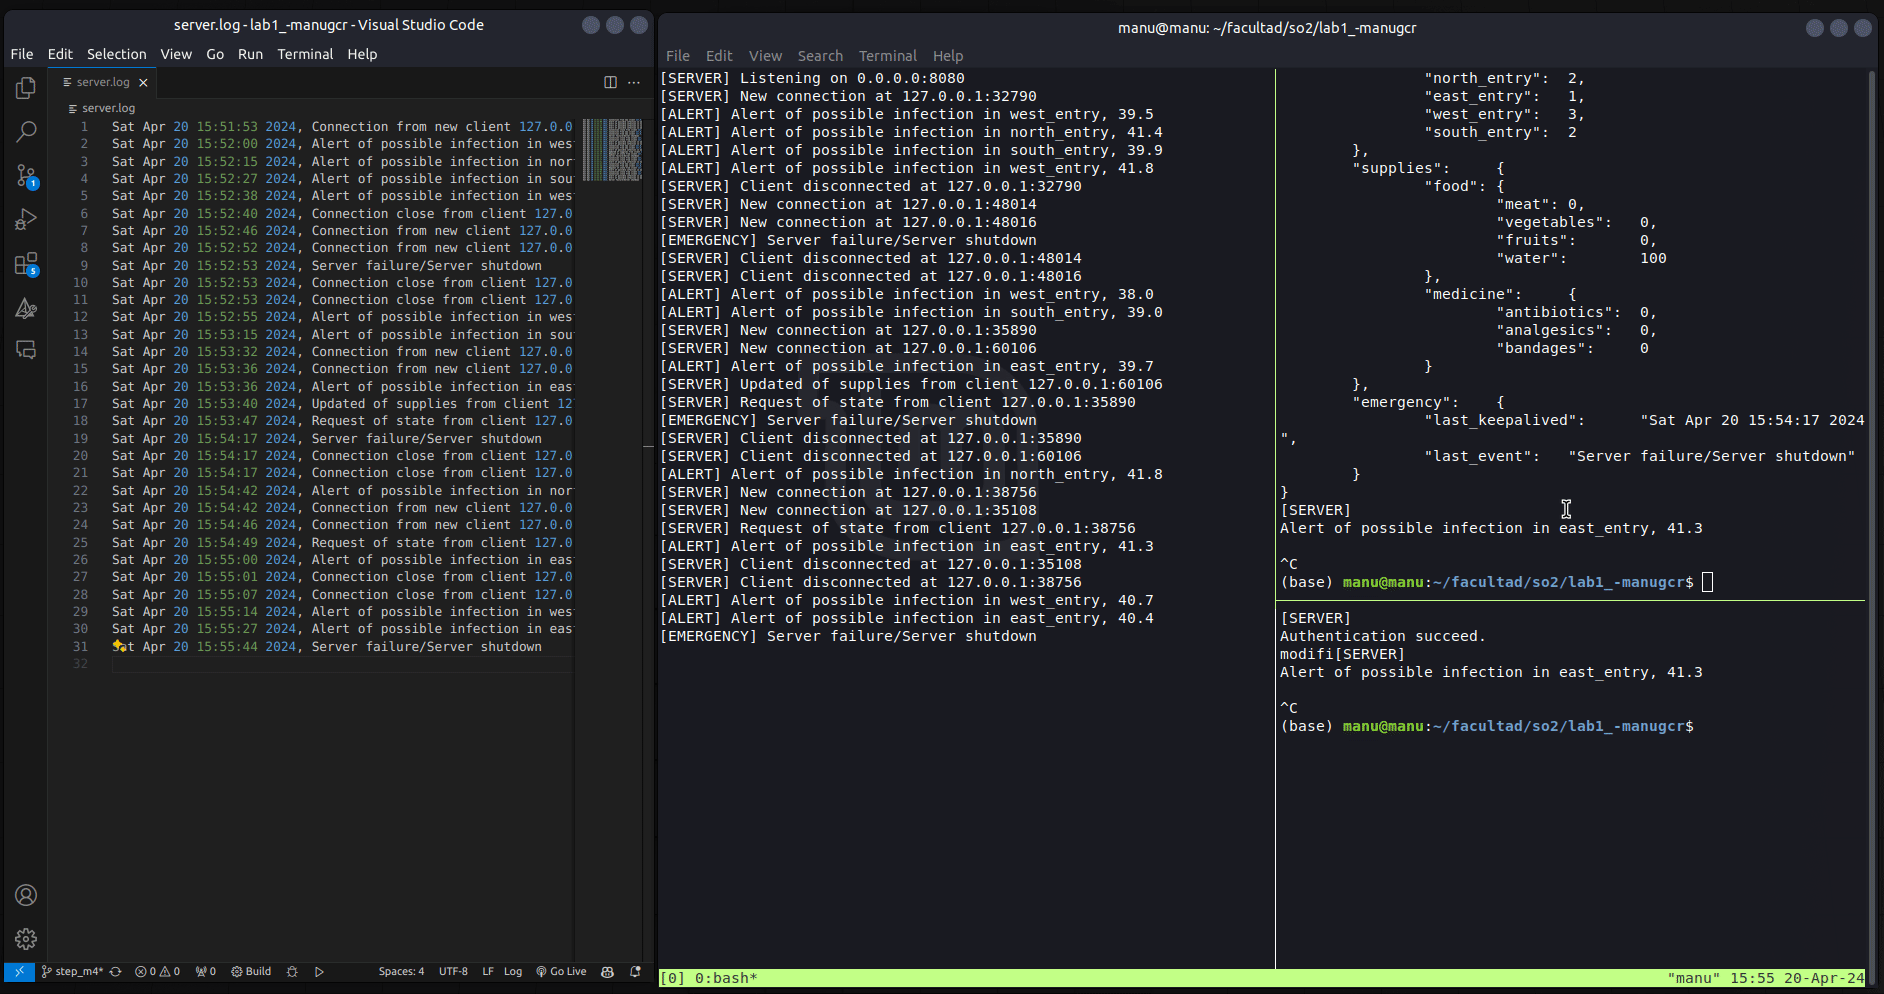 server.log - lab1_-manugcr - Visual Studio Code
File Edit Selection View Go Run Terminal Help
server.log
server.log
1 Sat Apr 20 15:51:53 2024, Connection from new client 127.0.0
2 Sat Apr 20 15:52:00 2024, Alert of possible infection in wes
3 Sat Apr 20 15:52:15 2024, Alert of possible infection in nor
4 Sat Apr 20 15:52:27 2024, Alert of possible infection in sou
5 Sat Apr 20 15:52:38 2024, Alert of possible infection in wes
6 Sat Apr 20 15:52:40 2024, Connection close from client 127.0
7 Sat Apr 20 15:52:46 2024, Connection from new client 127.0.0
8 Sat Apr 20 15:52:52 2024, Connection from new client 127.0.0
9 Sat Apr 20 15:52:53 2024, Server failure/Server shutdown
10 Sat Apr 20 15:52:53 2024, Connection close from client 127.0
11 Sat Apr 20 15:52:53 2024, Connection close from client 127.0
12 Sat Apr 20 15:52:55 2024, Alert of possible infection in wes
13 Sat Apr 20 15:53:15 2024, Alert of possible infection in sou
14 Sat Apr 20 15:53:32 2024, Connection from new client 127.0.0
15 Sat Apr 20 15:53:36 2024, Connection from new client 127.0.0
16 Sat Apr 20 15:53:36 2024, Alert of possible infection in eas
17 Sat Apr 20 15:53:40 2024, Updated of supplies from client 12
18 Sat Apr 20 15:53:47 2024, Request of state from client 127.0
19 Sat Apr 20 15:54:17 2024, Server failure/Server shutdown
20 Sat Apr 20 15:54:17 2024, Connection close from client 127.0
21 Sat Apr 20 15:54:17 2024, Connection close from client 127.0
22 Sat Apr 20 15:54:42 2024, Alert of possible infection in nor
23 Sat Apr 20 15:54:42 2024, Connection from new client 127.0.0
24 Sat Apr 20 15:54:46 2024, Connection from new client 127.0.0
25 Sat Apr 20 15:54:49 2024, Request of state from client 127.0
26 Sat Apr 20 15:55:00 2024, Alert of possible infection in eas
27 Sat Apr 20 15:55:01 2024, Connection close from client 127.0
28 Sat Apr 20 15:55:07 2024, Connection close from client 127.0
29 Sat Apr 20 15:55:14 2024, Alert of possible infection in wes
30 Sat Apr 20 15:55:27 2024, Alert of possible infection in eas
31 Sat Apr 20 15:55:44 2024, Server failure/Server shutdown
32
1
5
step_m4* 0 0 0 Build Spaces: 4 UTF-8 LF Log Go Live
manu@manu: ~/facultad/so2/lab1_-manugcr
File Edit View Search Terminal Help
[SERVER] Listening on 0.0.0.0:8080
[SERVER] New connection at 127.0.0.1:32790
[ALERT] Alert of possible infection in west_entry, 39.5
[ALERT] Alert of possible infection in north_entry, 41.4
[ALERT] Alert of possible infection in south_entry, 39.9
[ALERT] Alert of possible infection in west_entry, 41.8
[SERVER] Client disconnected at 127.0.0.1:32790
[SERVER] New connection at 127.0.0.1:48014
[SERVER] New connection at 127.0.0.1:48016
[EMERGENCY] Server failure/Server shutdown
[SERVER] Client disconnected at 127.0.0.1:48014
[SERVER] Client disconnected at 127.0.0.1:48016
[ALERT] Alert of possible infection in west_entry, 38.0
[ALERT] Alert of possible infection in south_entry, 39.0
[SERVER] New connection at 127.0.0.1:35890
[SERVER] New connection at 127.0.0.1:60106
[ALERT] Alert of possible infection in east_entry, 39.7
[SERVER] Updated of supplies from client 127.0.0.1:60106
[SERVER] Request of state from client 127.0.0.1:35890
[EMERGENCY] Server failure/Server shutdown
[SERVER] Client disconnected at 127.0.0.1:35890
[SERVER] Client disconnected at 127.0.0.1:60106
[ALERT] Alert of possible infection in north_entry, 41.8
[SERVER] New connection at 127.0.0.1:38756
[SERVER] New connection at 127.0.0.1:35108
[SERVER] Request of state from client 127.0.0.1:38756
[ALERT] Alert of possible infection in east_entry, 41.3
[SERVER] Client disconnected at 127.0.0.1:35108
[SERVER] Client disconnected at 127.0.0.1:38756
[ALERT] Alert of possible infection in west_entry, 40.7
[ALERT] Alert of possible infection in east_entry, 40.4
[EMERGENCY] Server failure/Server shutdown
"north_entry": 2,
"east_entry": 1,
"west_entry": 3,
"south_entry": 2
},
"supplies": {
"food": {
"meat": 0,
"vegetables": 0,
"fruits": 0,
"water": 100
},
"medicine": {
"antibiotics": 0,
"analgesics": 0,
"bandages": 0
}
},
"emergency": {
"last_keepalived": "Sat Apr 20 15:54:17 2024
",
"last_event": "Server failure/Server shutdown"
}
}
[SERVER]
Alert of possible infection in east_entry, 41.3
^C
(base) manu@manu:~/facultad/so2/lab1_-manugcr$
[SERVER]
Authentication succeed.
modifi[SERVER]
Alert of possible infection in east_entry, 41.3
^C
(base) manu@manu:~/facultad/so2/lab1_-manugcr$
[0] 0:bash* "manu" 15:55 20-Apr-24